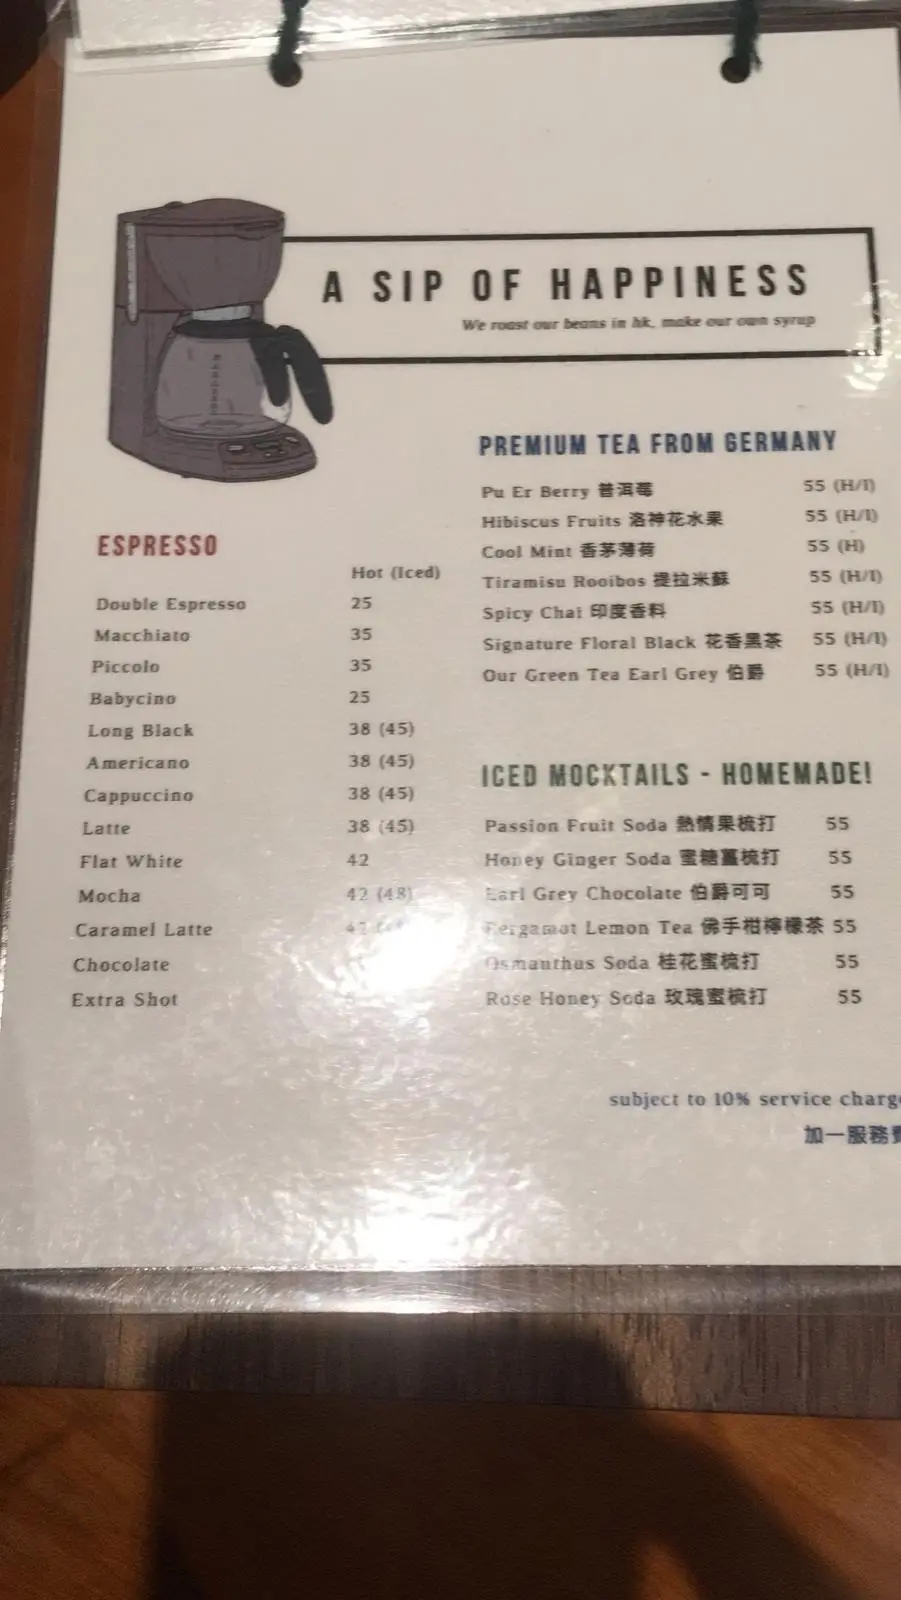 A SIP OF HAPPINESS
We roast our beans in hk, make our own syrup
ESPRESSO
Hot (Iced)
Double Espresso 25
Macchiato 35
Piccolo 35
Babycino 25
Long Black 38 (45)
Americano 38 (45)
Cappuccino 38 (45)
Latte 38 (45)
Flat White 42
Mocha 42 (48)
Caramel Latte
Chocolate
Extra Shot
PREMIUM TEA FROM GERMANY
Pu Er Berry 普洱莓 55 (H/I)
Hibiscus Fruits 洛神花水果 55 (H/I)
Cool Mint 香茅薄荷 55 (H)
Tiramisu Rooibos 提拉米蘇 55 (H/I)
Spicy Chai 印度香料 55 (H/I)
Signature Floral Black 花香黑茶 55 (H/I)
Our Green Tea Earl Grey 伯爵 55 (H/I)
ICED MOCKTAILS - HOMEMADE!
Passion Fruit Soda 熱情果梳打 55
Honey Ginger Soda 蜜糖薑梳打 55
Earl Grey Chocolate 伯爵可可 55
Bergamot Lemon Tea 佛手柑檸檬茶 55
Osmanthus Soda 桂花蜜梳打 55
Rose Honey Soda 玫瑰蜜梳打 55
subject to 10% service charge
加一服務費